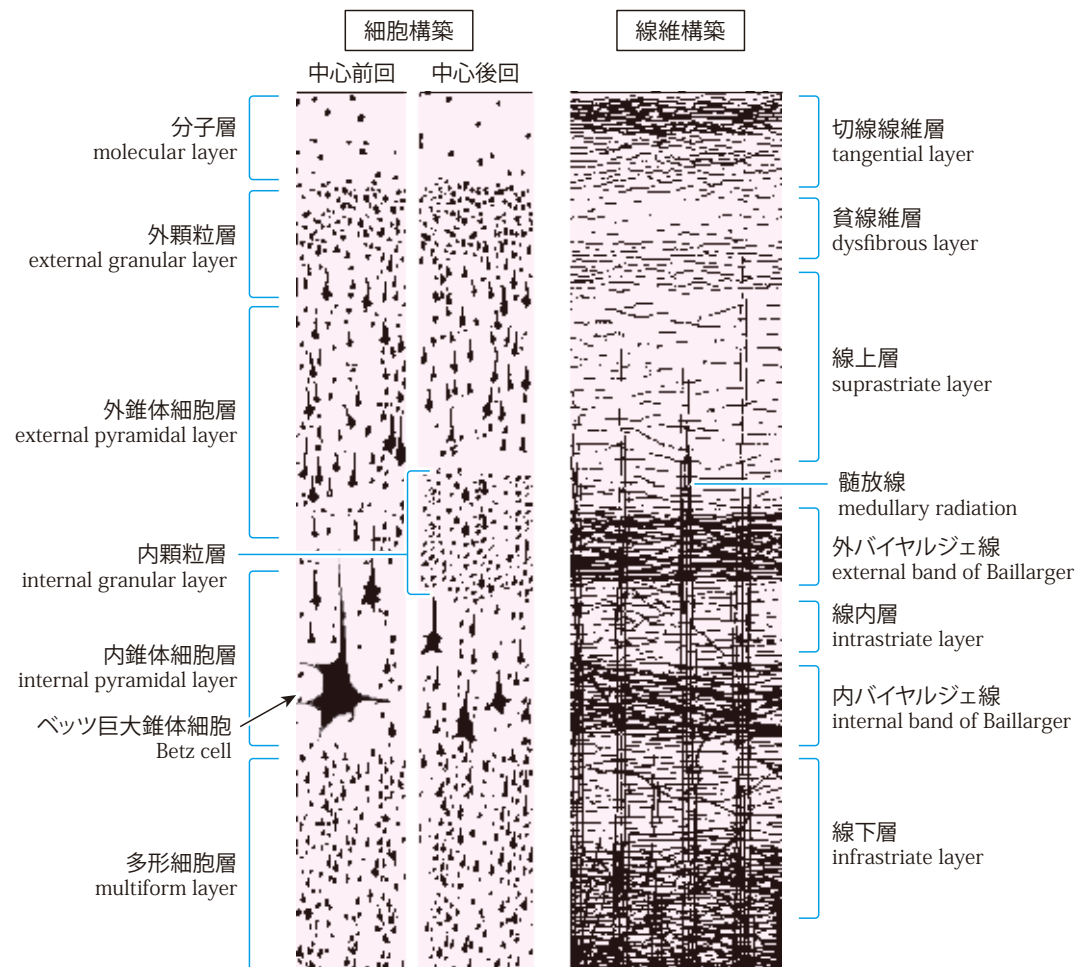 細胞構築
線維構築
中心前回
中心後回
分子層
molecular layer
外顆粒層
external granular layer
外錐体細胞層
external pyramidal layer
内顆粒層
internal granular layer
内錐体細胞層
internal pyramidal layer
ベッツ巨大錐体細胞
Betz cell
多形細胞層
multiform layer
切線線維層
tangential layer
貧線維層
dysfibrous layer
線上層
suprastriate layer
髄放線
medullary radiation
外バイヤルジェ線
external band of Baillarger
線内層
intrastriate layer
内バイヤルジェ線
internal band of Baillarger
線下層
infrastriate layer